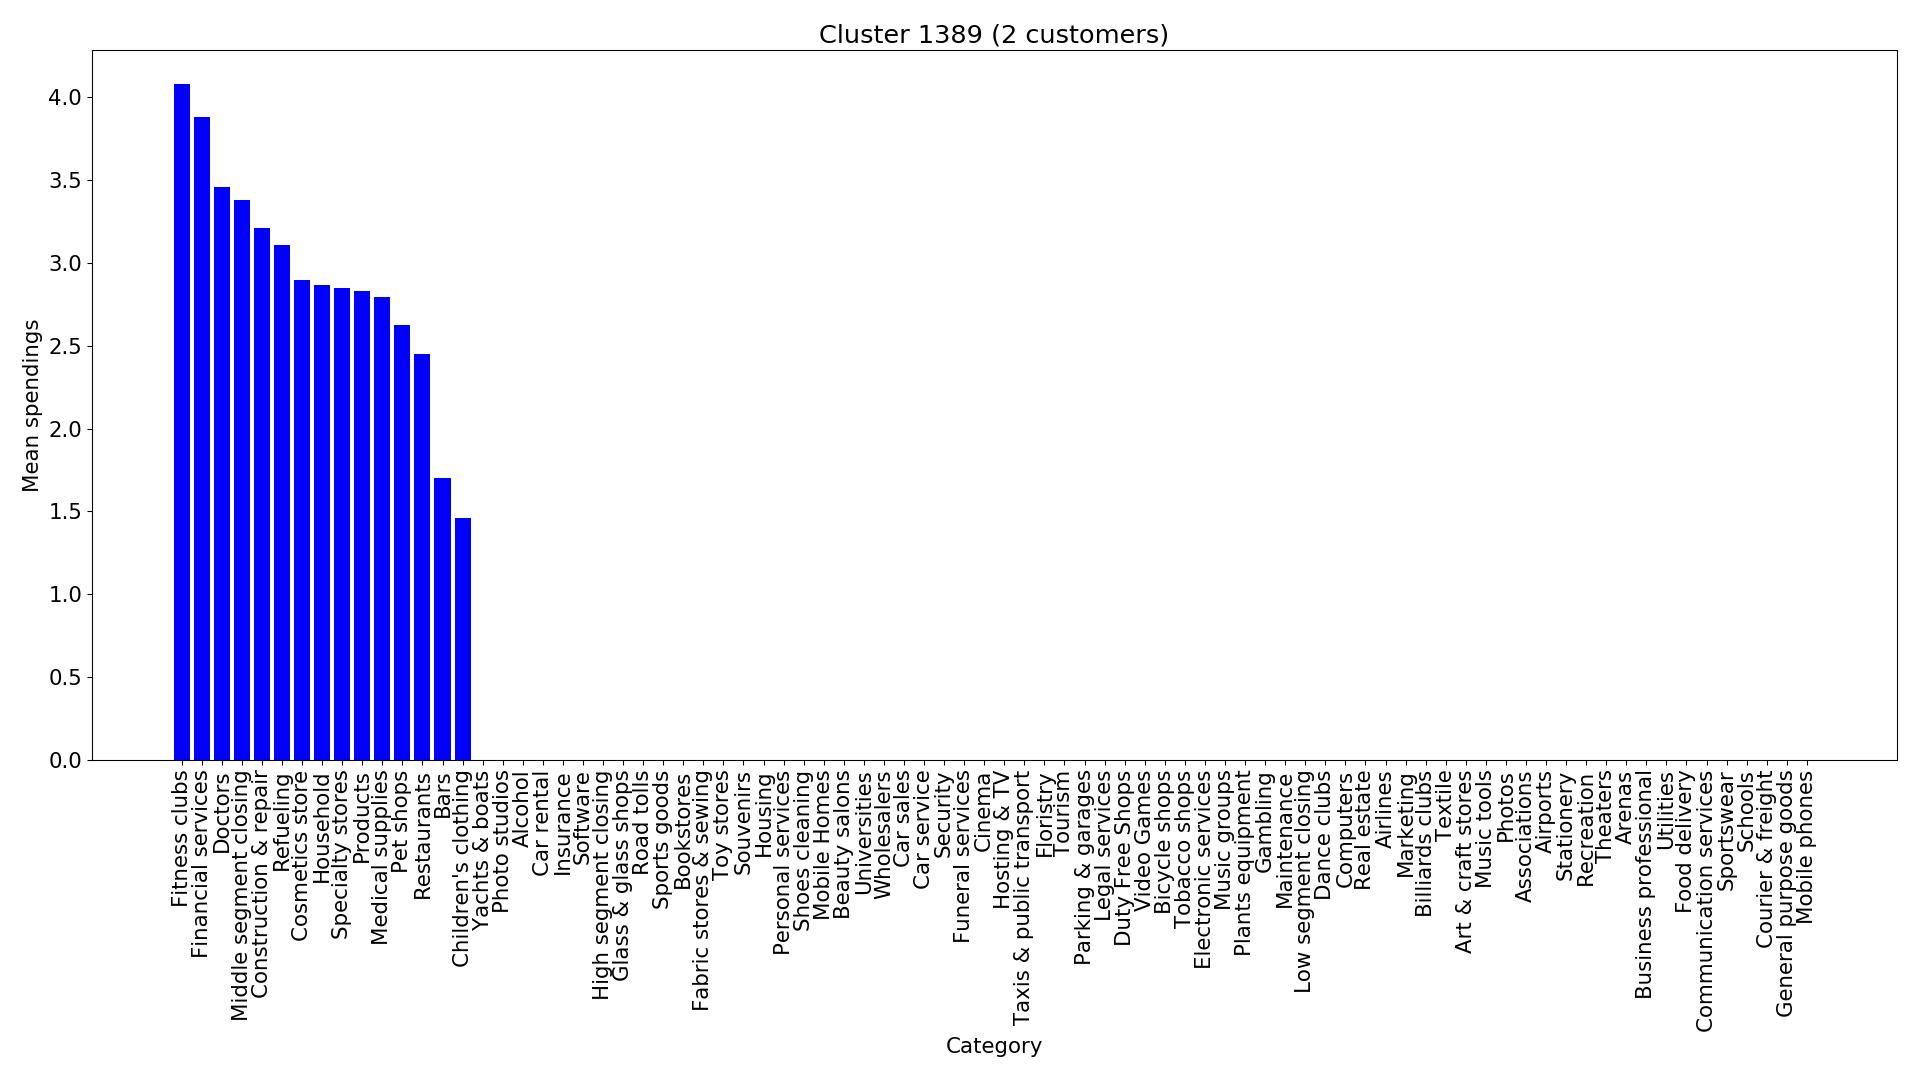 Cluster 1389 (2 customers)
Mean spendings
4.0
3.5
3.0
2.5
2.0
1.5
1.0
0.5
0.0
Fitness clubs
Financial services
Doctors
Middle segment closing
Construction & repair
Refueling
Cosmetics store
Household
Specialty stores
Products
Medical supplies
Pet shops
Restaurants
Bars
Children's clothing
Yachts & boats
Photo studios
Alcohol
Car rental
Insurance
Software
High segment closing
Glass & glass shops
Road tolls
Sports goods
Bookstores
Fabric stores & sewing
Toy stores
Souvenirs
Housing
Personal services
Shoes cleaning
Mobile Homes
Beauty salons
Universities
Wholesalers
Car sales
Car service
Security
Funeral services
Cinema
Hosting & TV
Taxis & public transport
Floristry
Tourism
Parking & garages
Legal services
Duty Free Shops
Video Games
Bicycle shops
Tobacco shops
Electronic services
Music groups
Plants equipment
Gambling
Maintenance
Low segment closing
Dance clubs
Computers
Real estate
Airlines
Marketing
Billiards clubs
Textile
Art & craft stores
Music tools
Photos
Associations
Airports
Stationery
Recreation
Theaters
Arenas
Business professional
Utilities
Food delivery
Communication services
Sportswear
Schools
Courier & freight
General purpose goods
Mobile phones
Category